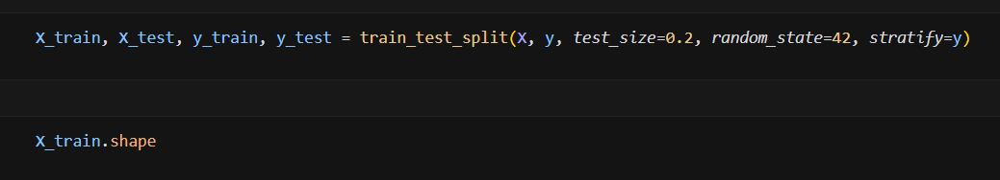 X_train, X_test, y_train, y_test = train_test_split(X, y, test_size=0.2, random_state=42, stratify=y)
X_train.shape